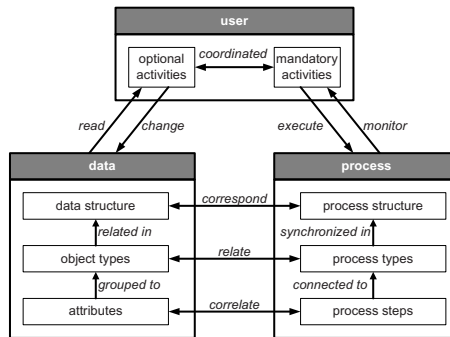 user
optional
activities
coordinated
mandatory
activities
read
change
execute
monitor
data
process
data structure
correspond
process structure
related in
synchronized in
object types
relate
process types
grouped to
connected to
attributes
correlate
process steps